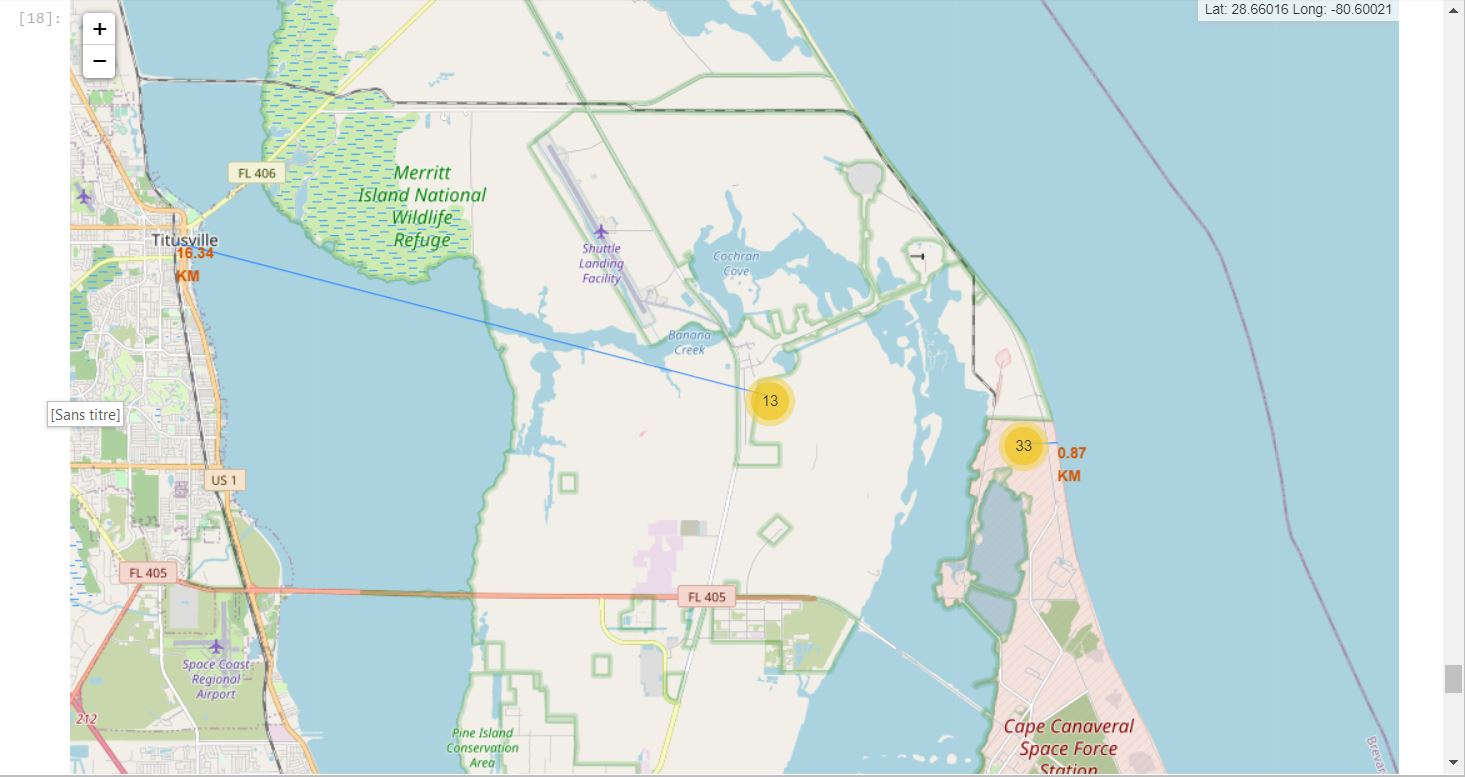 [18]:
+
−
Lat: 28.66016 Long: -80.60021
FL 406
Merritt
Island National
Wildlife
Refuge
Titusville
16.34
KM
Shuttle
Landing
Facility
Cochran
Cove
Banana
Creek
13
[Sans titre]
33
0.87
KM
US 1
FL 405
FL 405
Space Coast
Regional
Airport
212
Pine Island
Conservation
Area
Cape Canaveral
Space Force
Station
Brevar